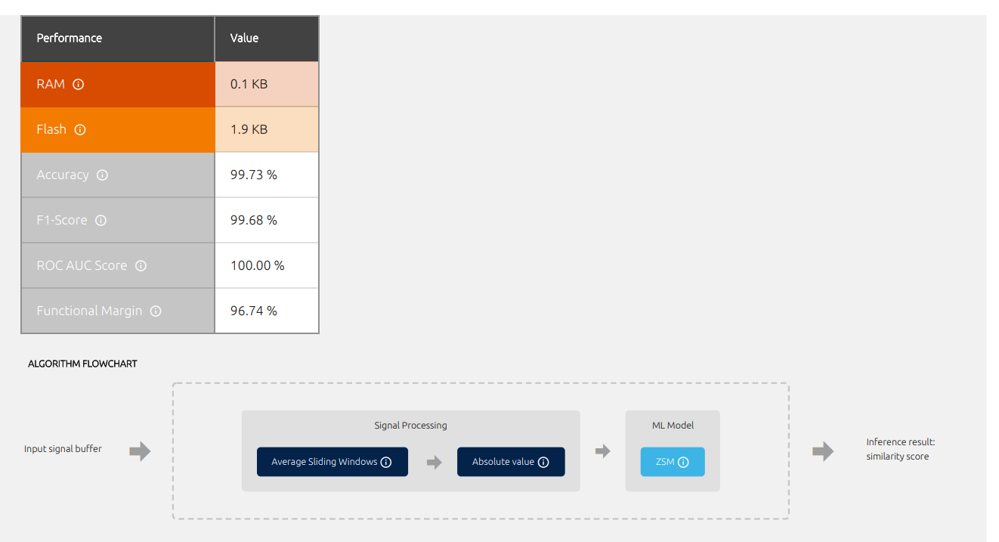 Performance Value
RAM 0.1 KB
Flash 1.9 KB
Accuracy 99.73 %
F1-Score 99.68 %
ROC AUC Score 100.00 %
Functional Margin 96.74 %
ALGORITHM FLOWCHART
Input signal buffer
Signal Processing
Average Sliding Windows
Absolute value
ML Model
ZSM
Inference result:
similarity score